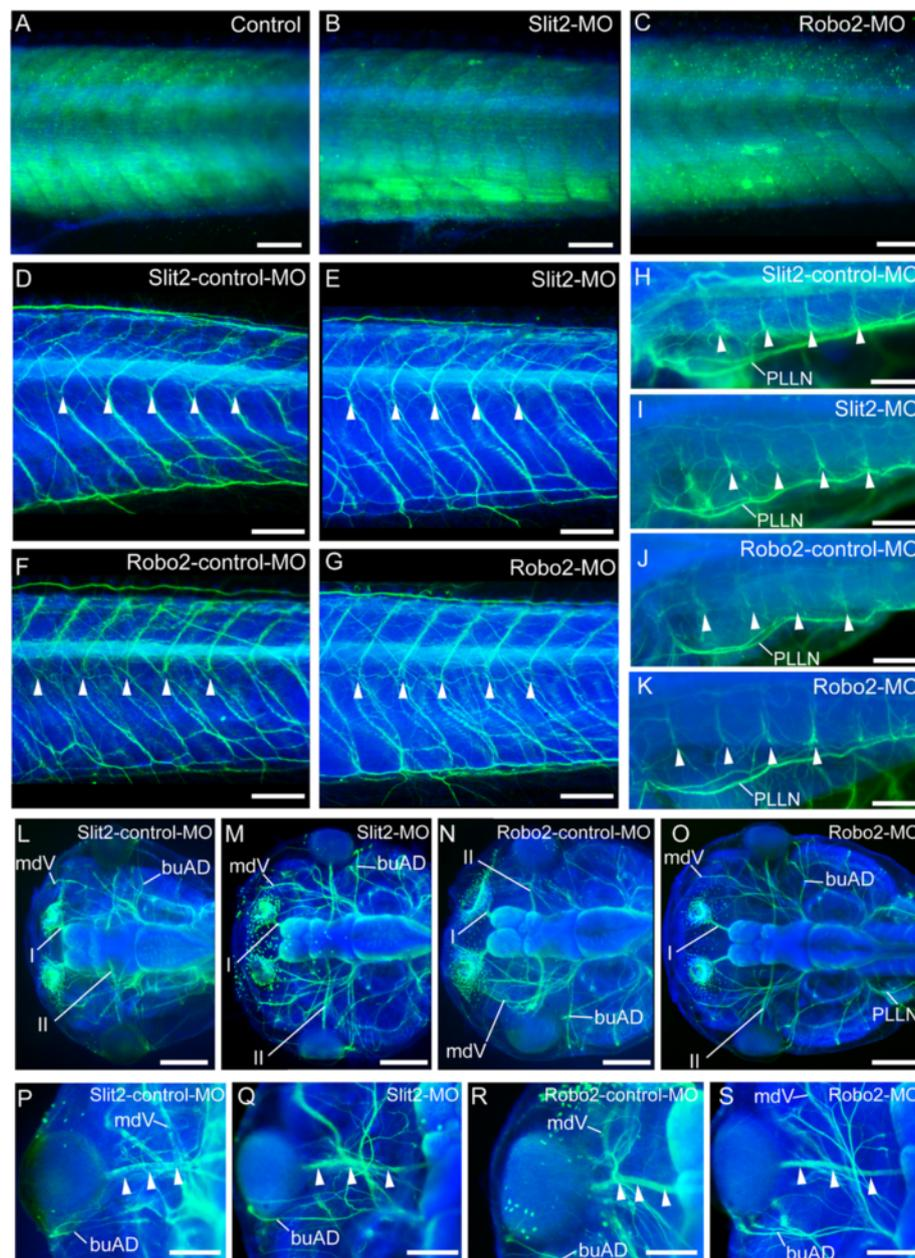 A Control
B Slit2-MO
C Robo2-MO
D Slit2-control-MO
E Slit2-MO
H Slit2-control-MO
PLLN
I Slit2-MO
PLLN
F Robo2-control-MO
G Robo2-MO
J Robo2-control-MO
PLLN
K Robo2-MO
PLLN
L Slit2-control-MO
mdV
buAD
I
II
M Slit2-MO
mdV
buAD
I
II
N Robo2-control-MO
II
I
mdV
buAD
O Robo2-MO
mdV
buAD
I
PLLN
II
P Slit2-control-MO
mdV
buAD
Q Slit2-MO
buAD
R Robo2-control-MO
mdV
buAD
S Robo2-MO
mdV
buAD